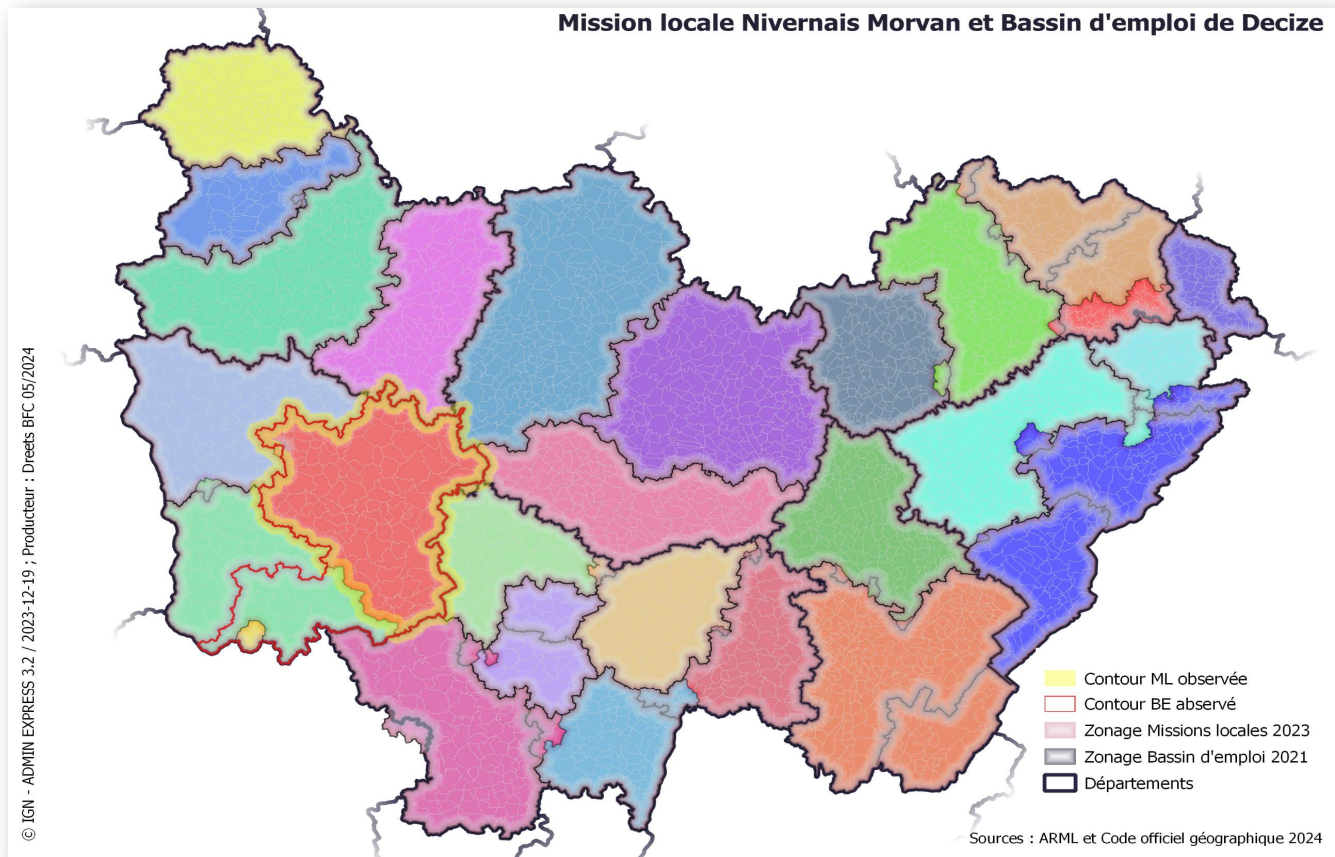 Mission locale Nivernais Morvan et Bassin d'emploi de Decize
© IGN - ADMIN EXPRESS 3.2 / 2023-12-19 ; Producteur : Dreets BFC 05/2024
Contour ML observée
Contour BE abservé
Zonage Missions locales 2023
Zonage Bassin d'emploi 2021
Départements
Sources : ARML et Code officiel géographique 2024